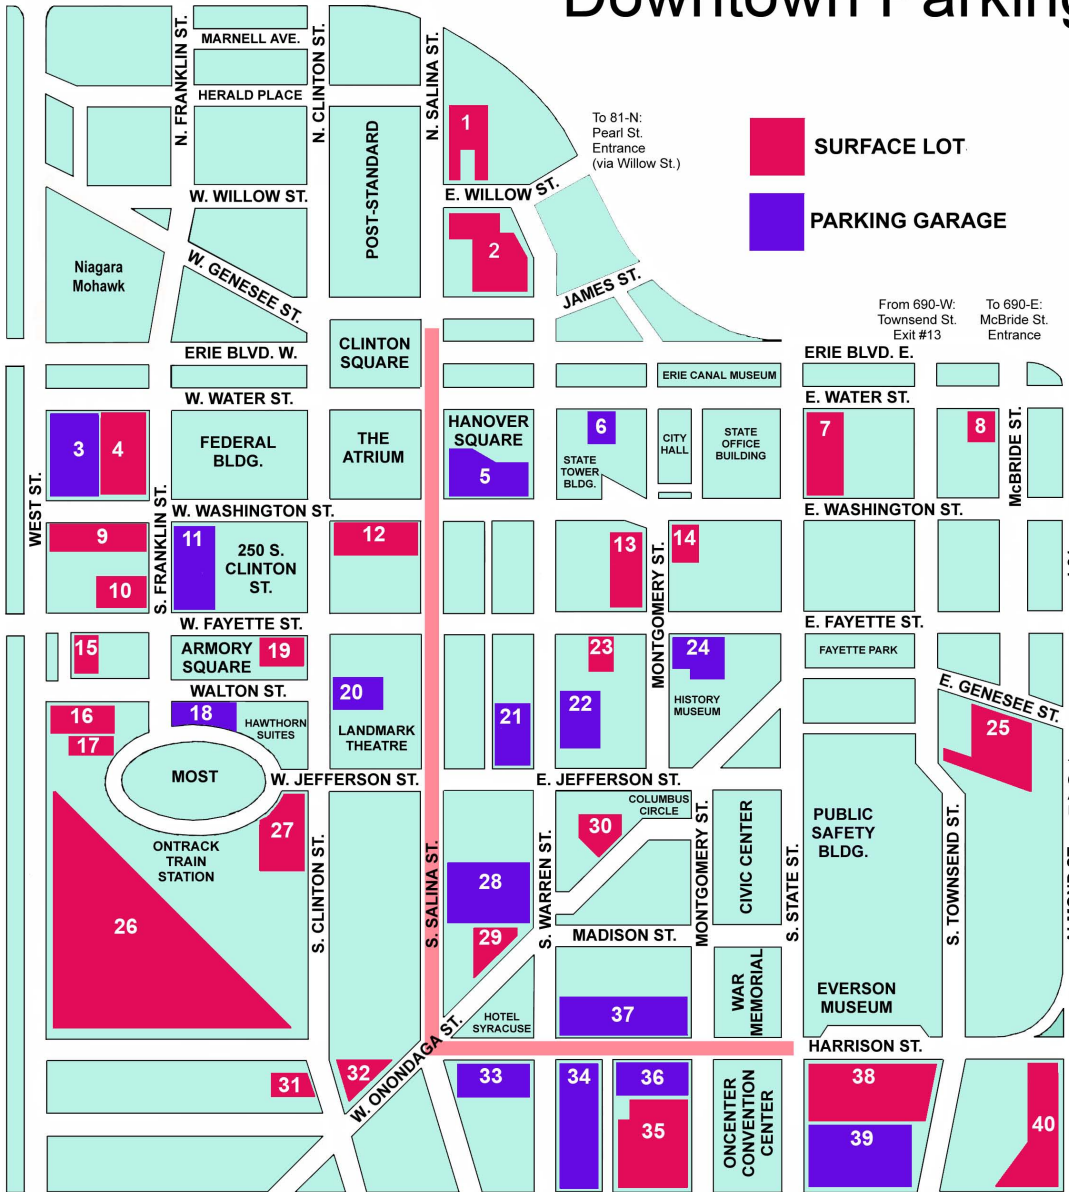 Downtown Parking
MARNELL AVE.
HERALD PLACE
N. FRANKLIN ST.
N. CLINTON ST.
N. SALINA ST.
POST-STANDARD
1
To 81-N:
Pearl St.
Entrance
(via Willow St.)
SURFACE LOT
PARKING GARAGE
W. WILLOW ST.
E. WILLOW ST.
2
Niagara
Mohawk
W. GENESEE ST.
JAMES ST.
From 690-W:
Townsend St.
Exit #13
To 690-E:
McBride St.
Entrance
CLINTON
SQUARE
ERIE BLVD. W.
ERIE BLVD. E.
ERIE CANAL MUSEUM
W. WATER ST.
E. WATER ST.
3
4
FEDERAL
BLDG.
THE
ATRIUM
HANOVER
SQUARE
5
6
STATE
TOWER
BLDG.
CITY
HALL
STATE
OFFICE
BUILDING
7
8
McBRIDE ST.
WEST ST.
S. FRANKLIN ST.
W. WASHINGTON ST.
E. WASHINGTON ST.
9
10
11
250 S.
CLINTON
ST.
12
13
14
MONTGOMERY ST.
W. FAYETTE ST.
E. FAYETTE ST.
15
ARMORY
SQUARE
19
23
24
FAYETTE PARK
WALTON ST.
20
22
HISTORY
MUSEUM
E. GENESEE ST.
16
17
18
HAWTHORN
SUITES
LANDMARK
THEATRE
21
25
MOST
W. JEFFERSON ST.
E. JEFFERSON ST.
COLUMBUS
CIRCLE
27
30
ONTRACK
TRAIN
STATION
PUBLIC
SAFETY
BLDG.
CIVIC CENTER
S. CLINTON ST.
S. SALINA ST.
S. WARREN ST.
MONTGOMERY ST.
S. STATE ST.
S. TOWNSEND ST.
28
26
29
MADISON ST.
WAR
MEMORIAL
EVERSON
MUSEUM
37
HOTEL
SYRACUSE
W. ONONDAGA ST.
HARRISON ST.
31
32
33
34
36
35
ONCENTER
CONVENTION
CENTER
38
39
40